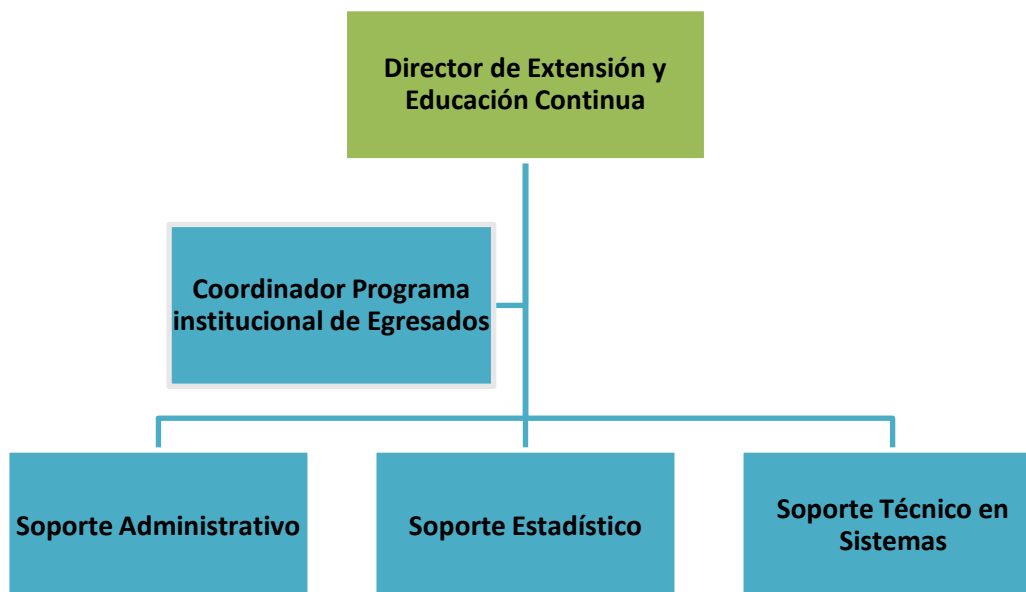 Director de Extensión y
Educación Continua
Coordinador Programa
institucional de Egresados
Soporte Administrativo
Soporte Estadístico
Soporte Técnico en
Sistemas